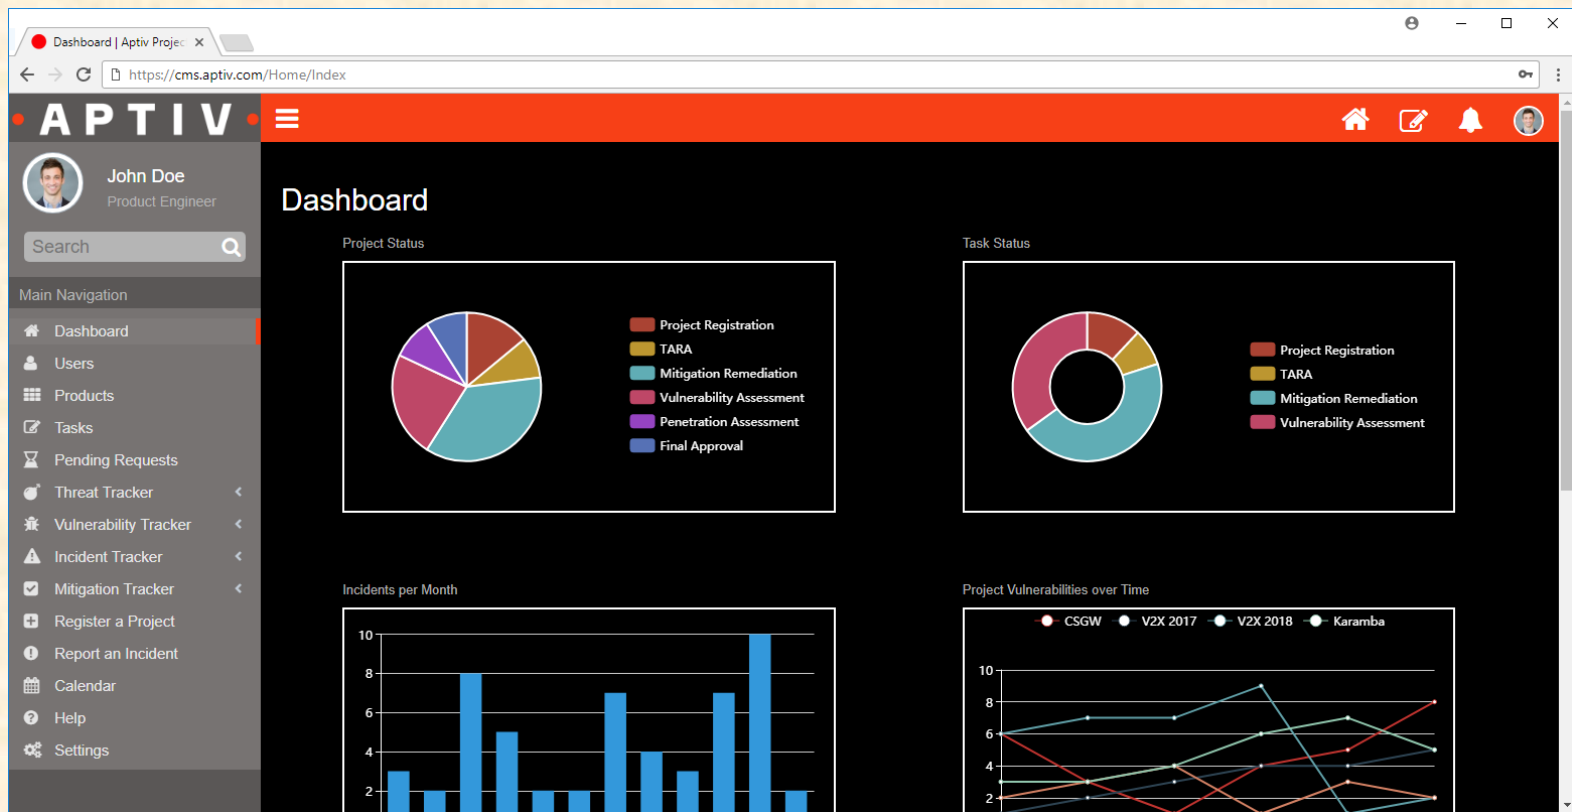 Dashboard | Aptiv Projec
https://cms.aptiv.com/Home/Index
APTIV
John Doe
Product Engineer
Search
Main Navigation
Dashboard
Users
Products
Tasks
Pending Requests
Threat Tracker
Vulnerability Tracker
Incident Tracker
Mitigation Tracker
Register a Project
Report an Incident
Calendar
Help
Settings
Dashboard
Project Status
Project Registration
TARA
Mitigation Remediation
Vulnerability Assessment
Penetration Assessment
Final Approval
Task Status
Project Registration
TARA
Mitigation Remediation
Vulnerability Assessment
Incidents per Month
10
8
6
4
2
Project Vulnerabilities over Time
CSGW V2X 2017 V2X 2018 Karamba
10
8
6
4
2